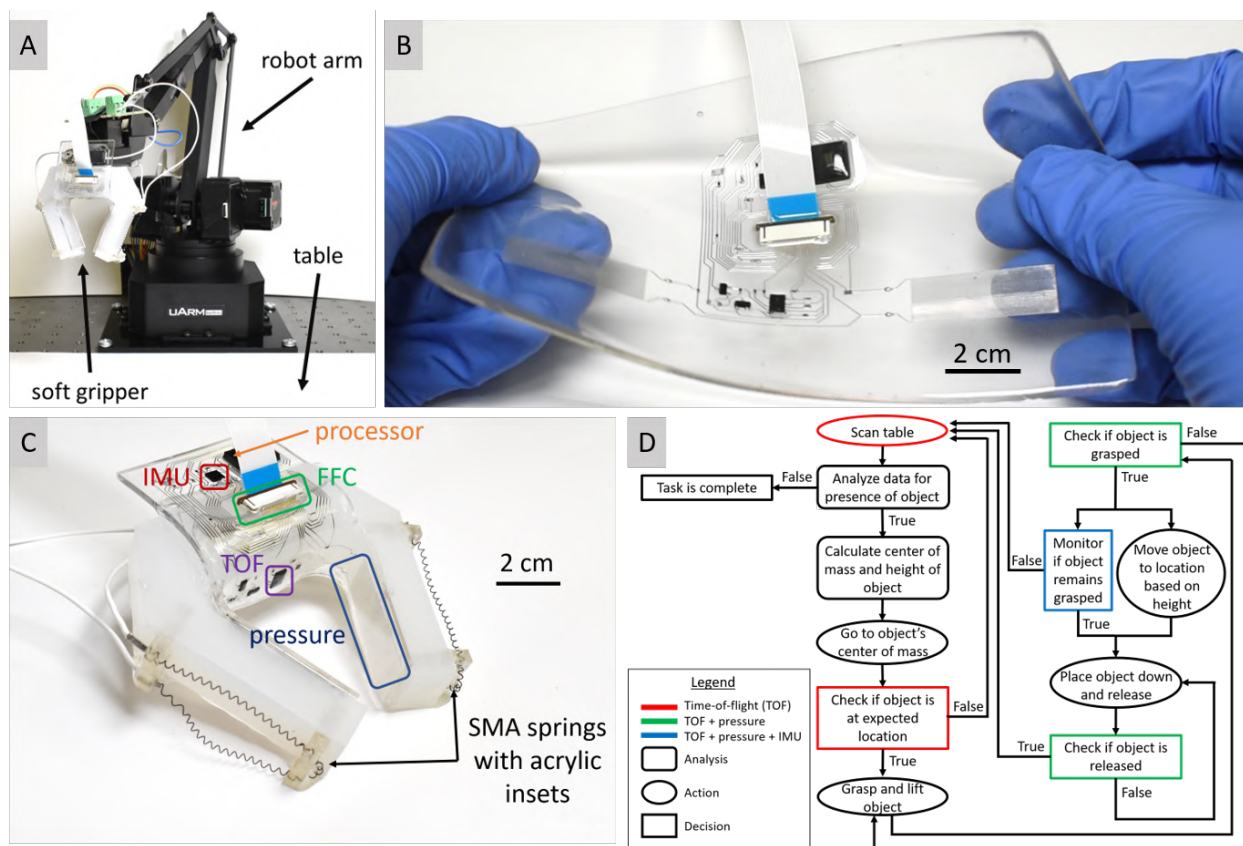 A
robot arm
table
UARM
soft gripper
B
2 cm
C
processor
IMU
FFC
TOF
2 cm
pressure
SMA springs
with acrylic
insets
D
Scan table
False
Task is complete
Analyze data for
presence of object
True
Calculate center of
mass and height of
object
Go to object's
center of mass
Check if object is
at expected
location
False
True
Grasp and lift
object
Check if object is
grasped
False
True
Monitor
if object
remains
grasped
False
True
Move object
to location
based on
height
Place object down
and release
Check if object is
released
True
False
Legend
Time-of-flight (TOF)
TOF + pressure
TOF + pressure + IMU
Analysis
Action
Decision